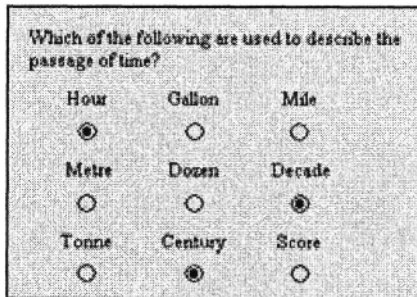 Which of the following are used to describe the
passage of time?
Hour Gallon Mile
Metre Dozen Decade
Tonne Century Score